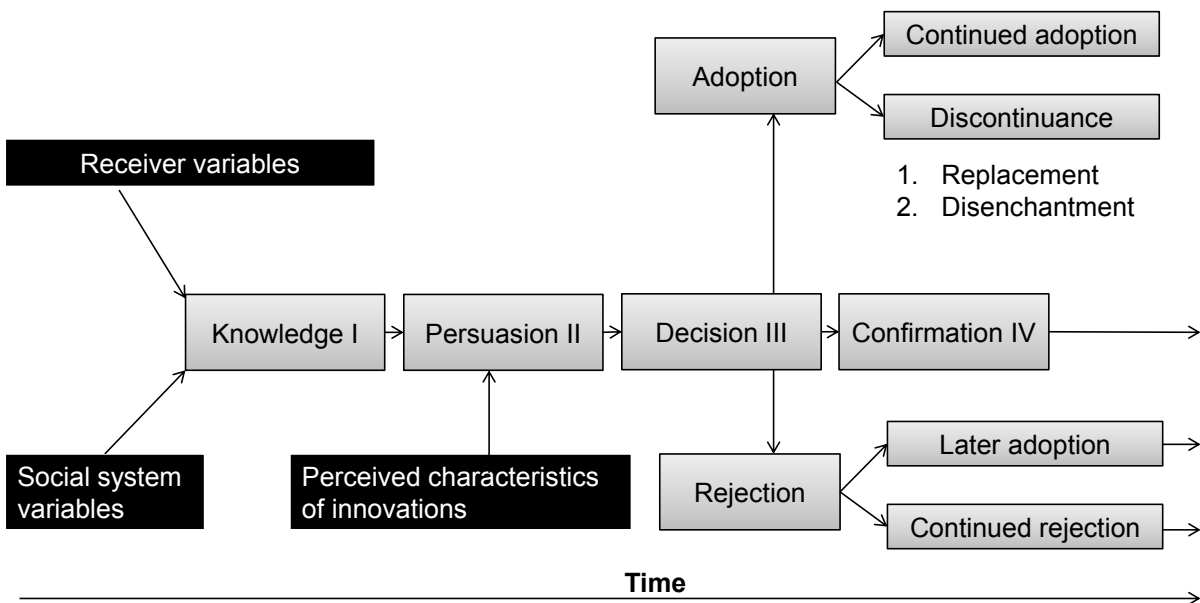 Continued adoption
Adoption
Discontinuance
Receiver variables
1. Replacement
2. Disenchantment
Knowledge I
Persuasion II
Decision III
Confirmation IV
Later adoption
Social system
variables
Perceived characteristics
of innovations
Rejection
Continued rejection
Time